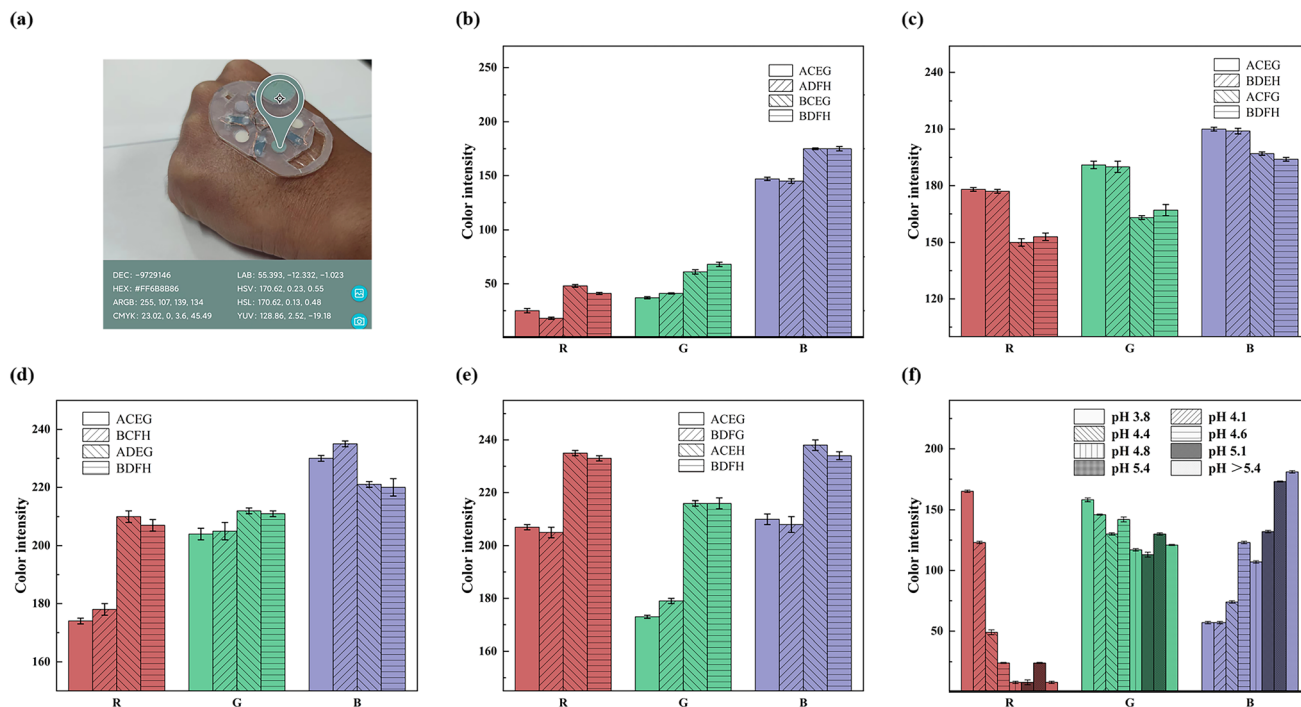 (a)
DEC: -9729146
HEX: #FF6B8B86
ARGB: 255, 107, 139, 134
CMYK: 23.02, 0, 3.6, 45.49
LAB: 55.393, -12.332, -1.023
HSV: 170.62, 0.23, 0.55
HSL: 170.62, 0.13, 0.48
YUV: 128.86, 2.52, -19.18
(b)
Color intensity
250
225
200
175
150
125
100
75
50
ACEG
ADFH
BCEG
BDFH
R G B
(c)
Color intensity
240
210
180
150
120
ACEG
BDEH
ACFG
BDFH
R G B
(d)
Color intensity
240
220
200
180
160
ACEG
BCFH
ADEG
BDFH
R G B
(e)
Color intensity
240
220
200
180
160
ACEG
BDFG
ACEH
BDFH
R G B
(f)
Color intensity
200
150
100
50
pH 3.8 pH 4.1
pH 4.4 pH 4.6
pH 4.8 pH 5.1
pH 5.4 pH >5.4
R G B